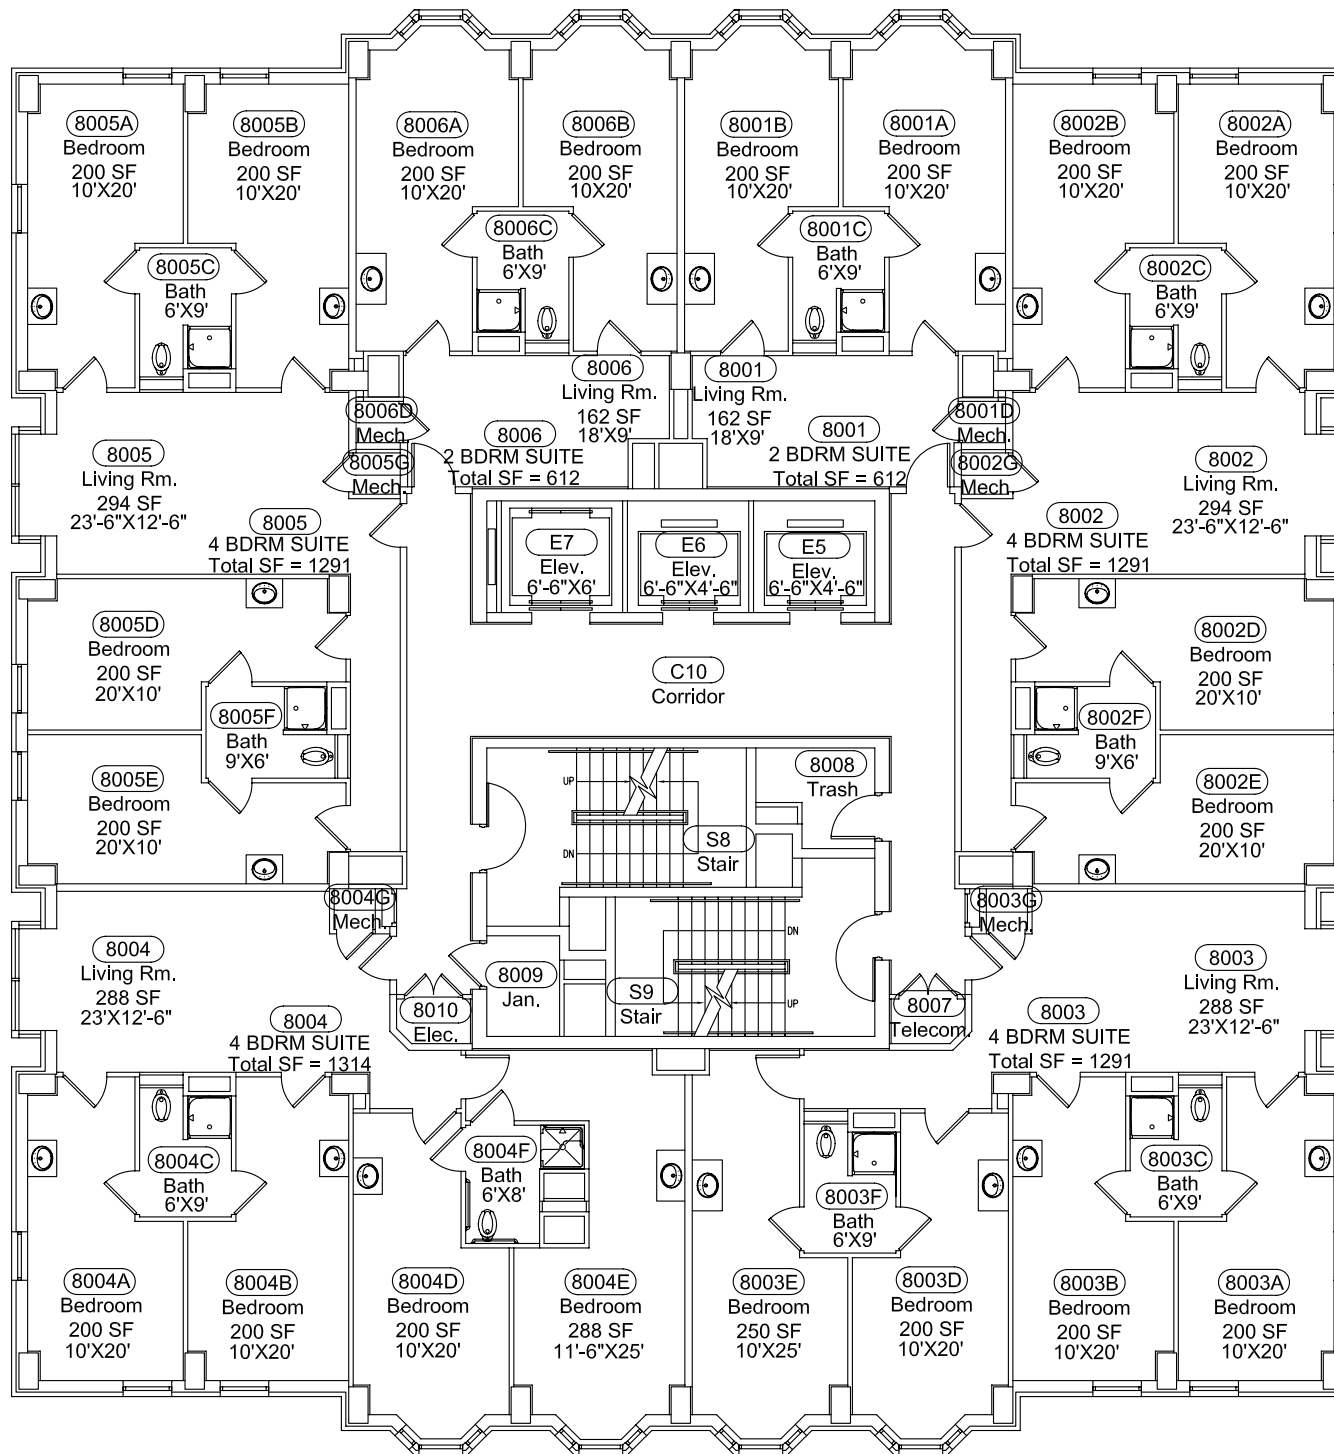 8005A
Bedroom
200 SF
10'X20'
8005B
Bedroom
200 SF
10'X20'
8006A
Bedroom
200 SF
10'X20'
8006B
Bedroom
200 SF
10'X20'
8001B
Bedroom
200 SF
10'X20'
8001A
Bedroom
200 SF
10'X20'
8002B
Bedroom
200 SF
10'X20'
8002A
Bedroom
200 SF
10'X20'
8005C
Bath
6'X9'
8006C
Bath
6'X9'
8001C
Bath
6'X9'
8002C
Bath
6'X9'
8006
Living Rm.
162 SF
18'X9'
8001
Living Rm.
162 SF
18'X9'
8006D
Mech.
8005G
Mech.
8006
2 BDRM SUITE
Total SF = 612
8001
2 BDRM SUITE
Total SF = 612
8001D
Mech.
8002G
Mech.
8005
Living Rm.
294 SF
23'-6"X12'-6"
8005
4 BDRM SUITE
Total SF = 1291
8002
Living Rm.
294 SF
23'-6"X12'-6"
8002
4 BDRM SUITE
Total SF = 1291
E7
Elev.
6'-6"X6'
E6
Elev.
6'-6"X4'-6"
E5
Elev.
6'-6"X4'-6"
8005D
Bedroom
200 SF
20'X10'
8005F
Bath
9'X6'
C10
Corridor
8002D
Bedroom
200 SF
20'X10'
8002F
Bath
9'X6'
8005E
Bedroom
200 SF
20'X10'
UP
DN
S8
Stair
8008
Trash
8002E
Bedroom
200 SF
20'X10'
8004G
Mech.
8003G
Mech.
8004
Living Rm.
288 SF
23'X12'-6"
8004
4 BDRM SUITE
Total SF = 1314
8010
Elec.
8009
Jan.
S9
Stair
DN
UP
8007
Telecom.
8003
Living Rm.
288 SF
23'X12'-6"
8003
4 BDRM SUITE
Total SF = 1291
8004C
Bath
6'X9'
8004F
Bath
6'X8'
8003F
Bath
6'X9'
8003C
Bath
6'X9'
8004A
Bedroom
200 SF
10'X20'
8004B
Bedroom
200 SF
10'X20'
8004D
Bedroom
200 SF
10'X20'
8004E
Bedroom
288 SF
11'-6"X25'
8003E
Bedroom
250 SF
10'X25'
8003D
Bedroom
200 SF
10'X20'
8003B
Bedroom
200 SF
10'X20'
8003A
Bedroom
200 SF
10'X20'